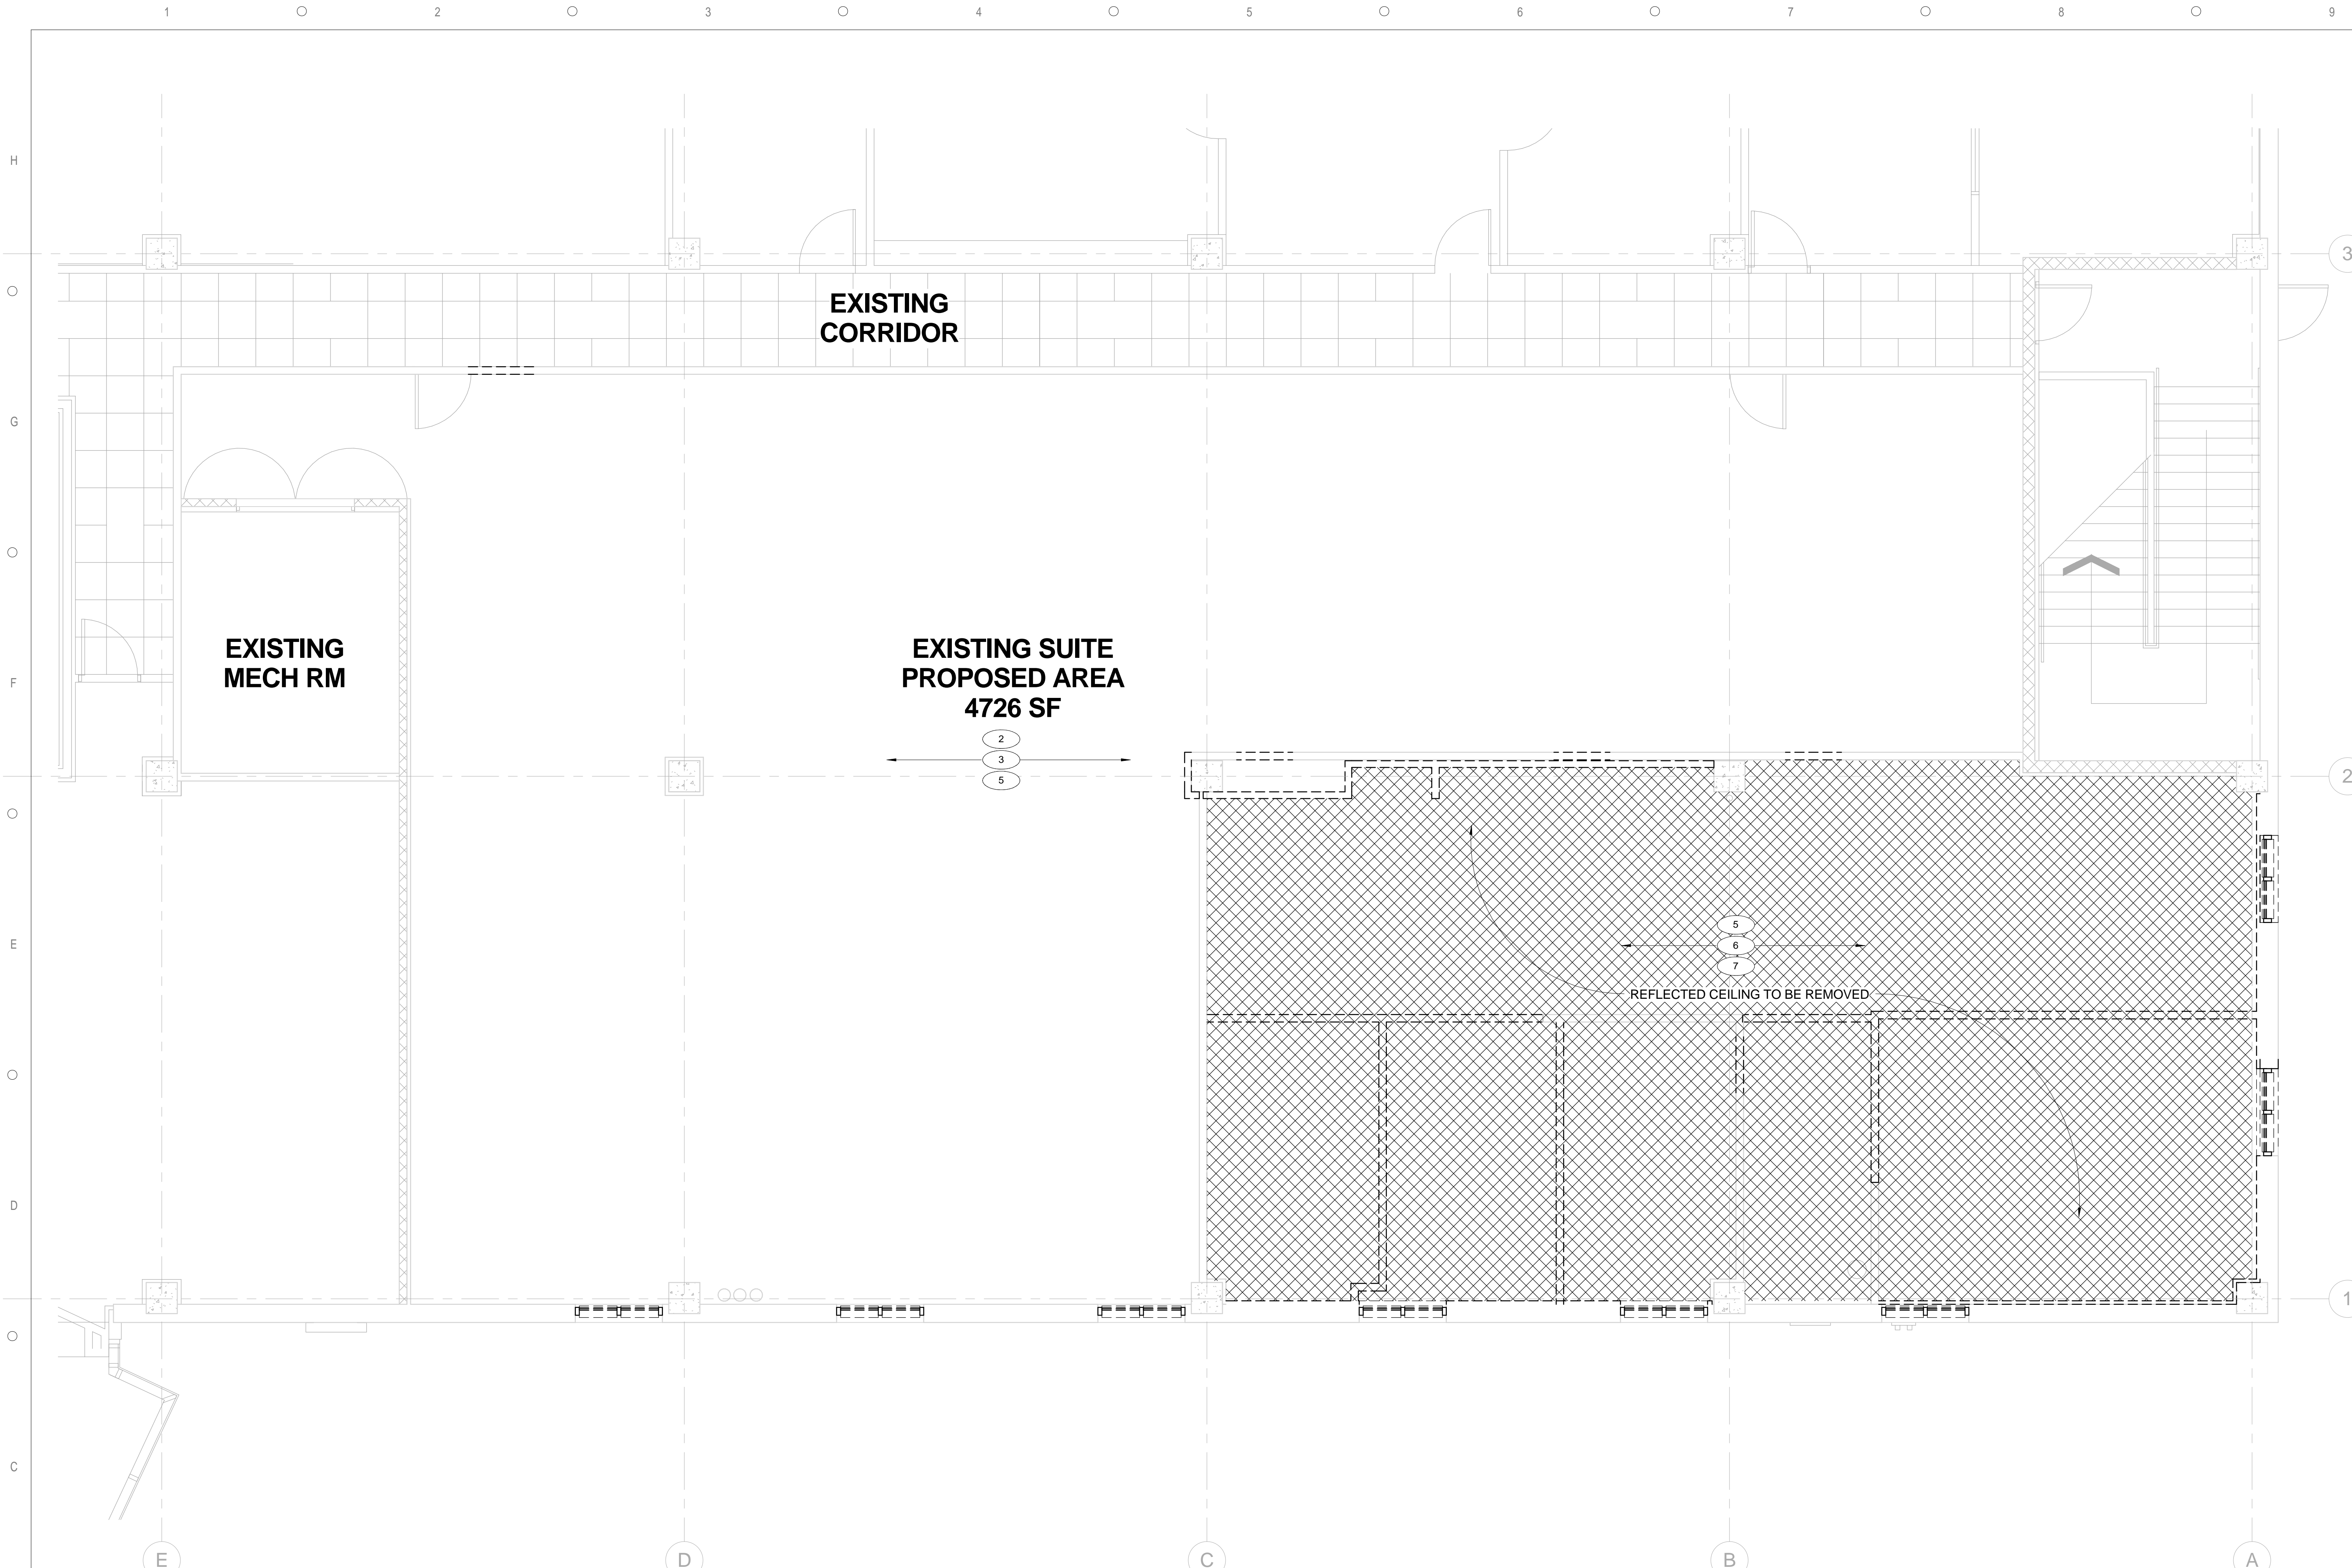 1 2 3 4 5 6 7 8 9
H
3
EXISTING
CORRIDOR
G
EXISTING
MECH RM
EXISTING SUITE
PROPOSED AREA
4726 SF
F
2
3
5
2
E
5
6
7
REFLECTED CEILING TO BE REMOVED
D
1
C
E D C B A